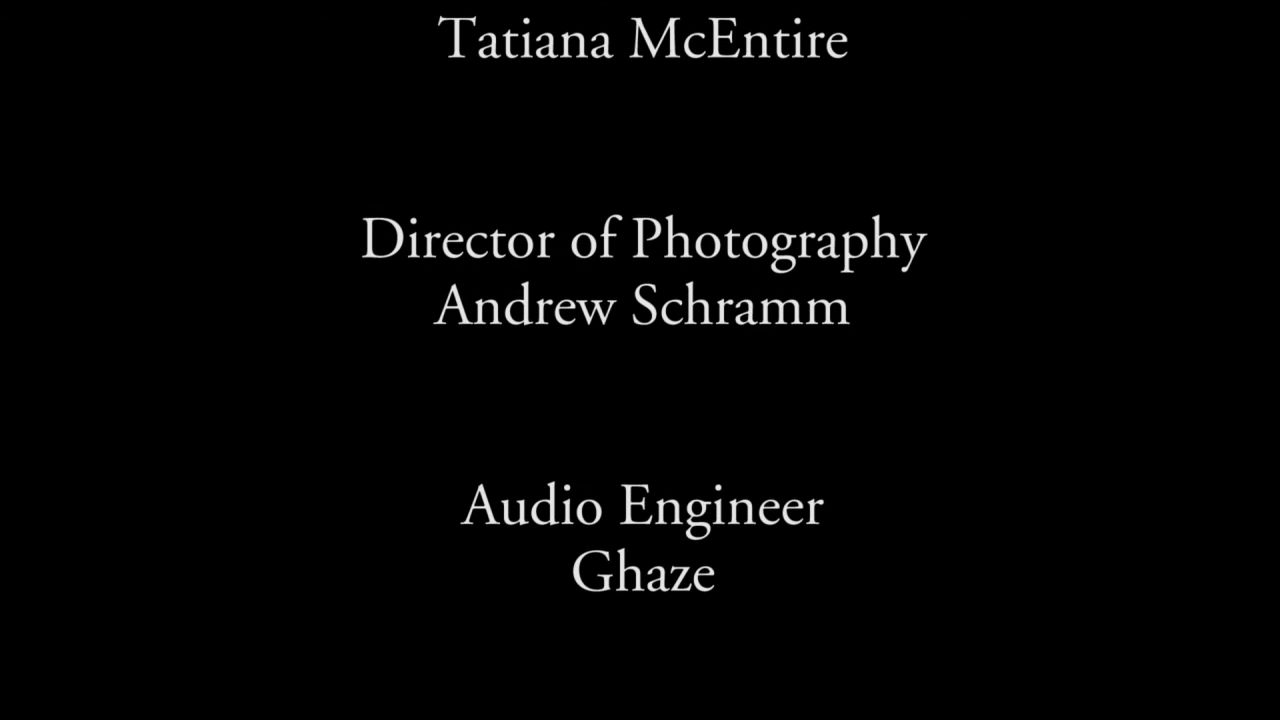 Tatiana McEntire
Director of Photography
Andrew Schramm
Audio Engineer
Ghaze